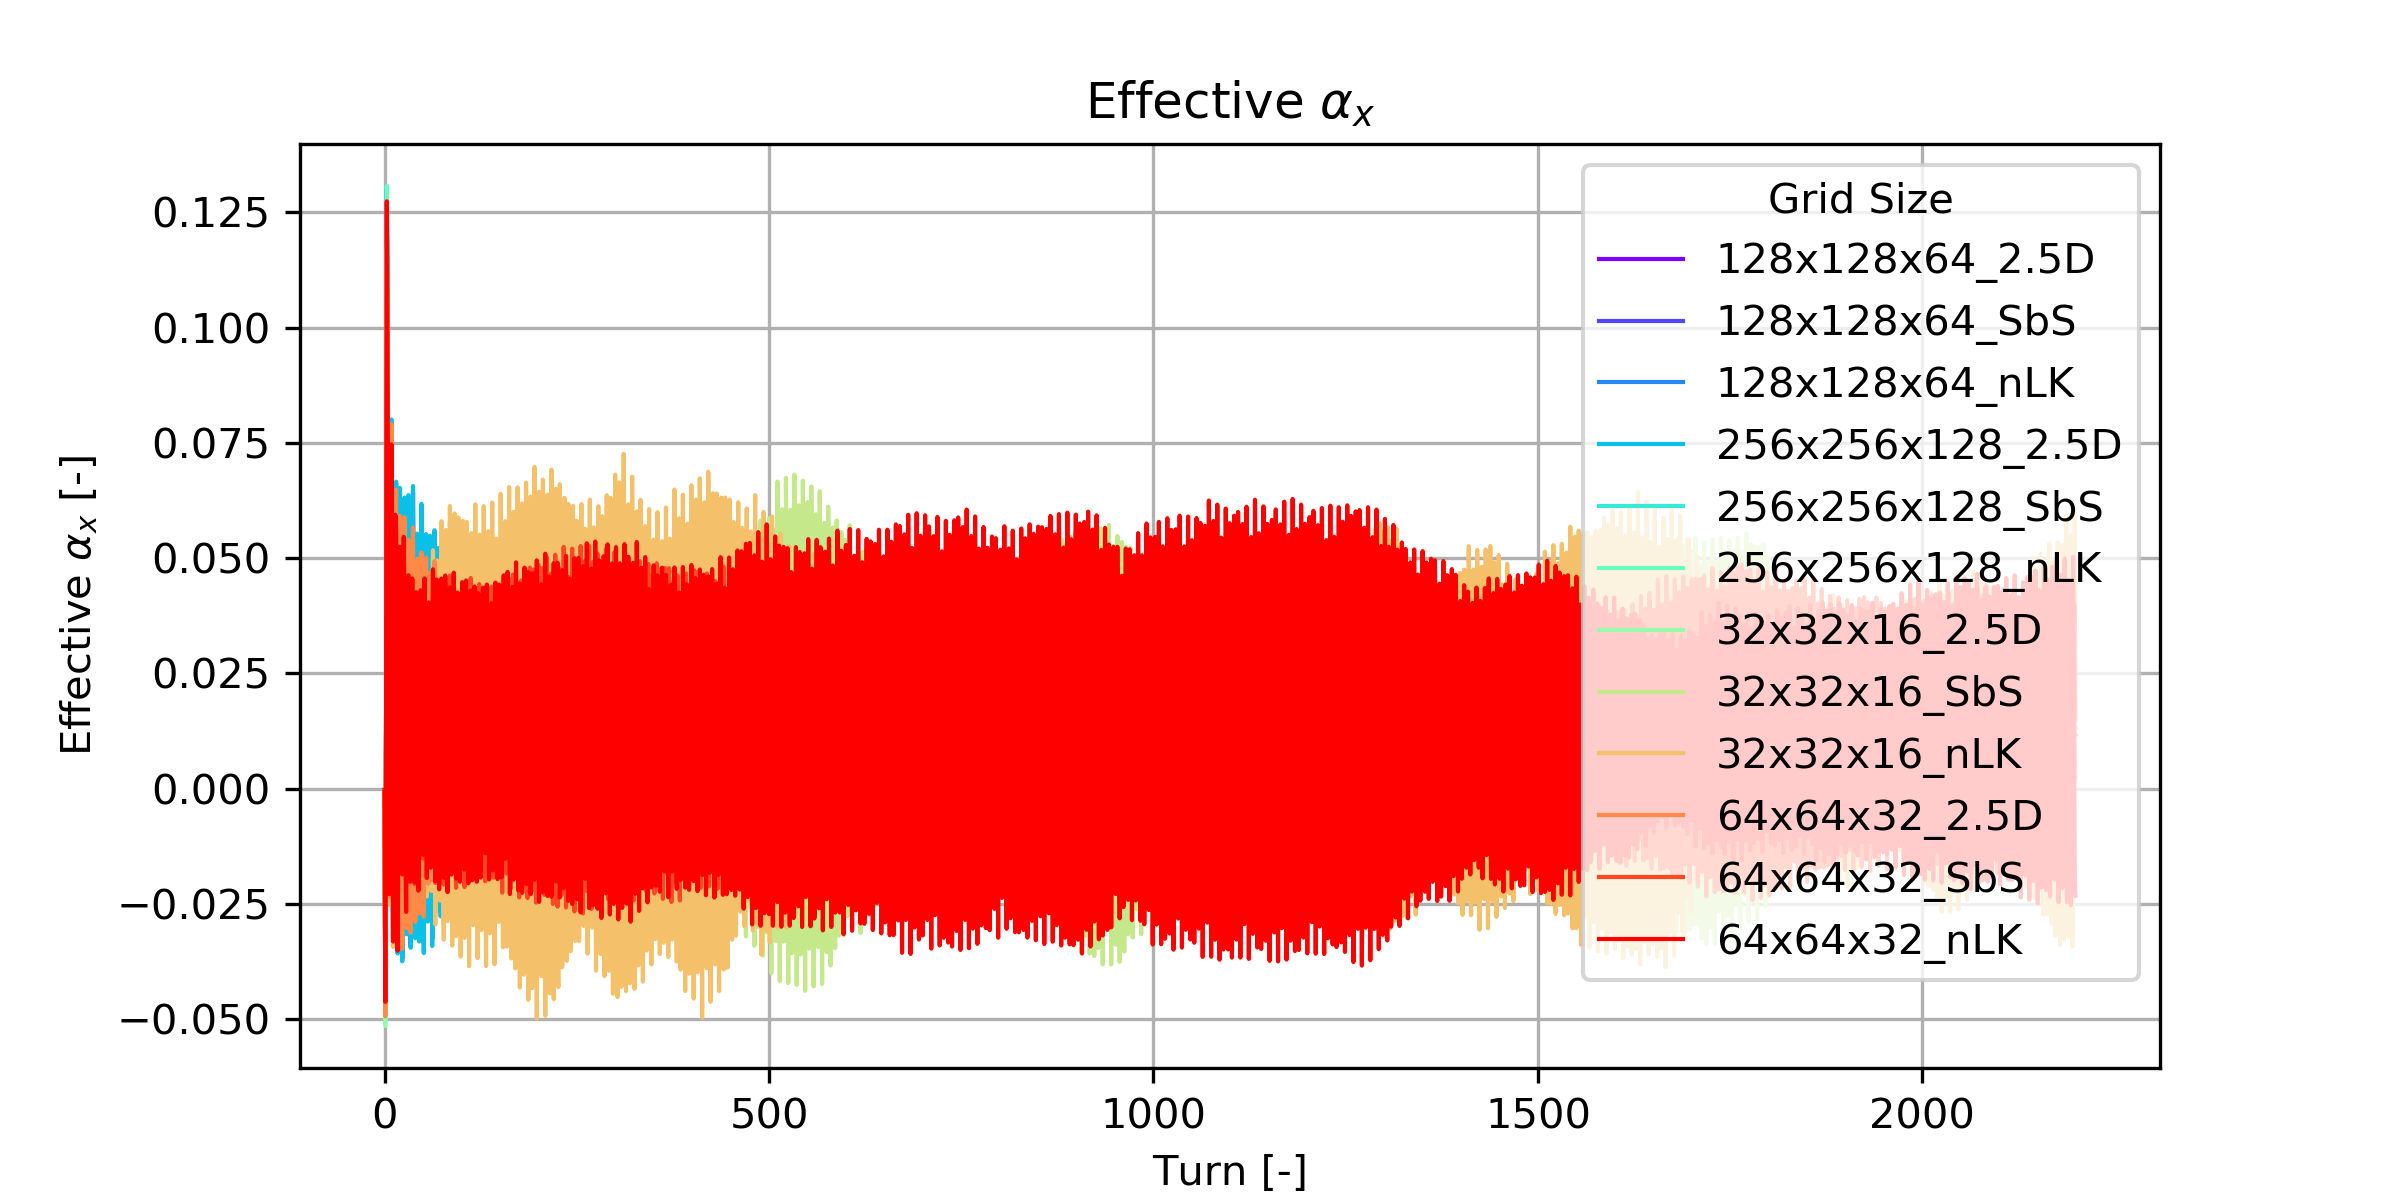 Effective αx
Effective αx [-]
0.125
0.100
0.075
0.050
0.025
0.000
−0.025
−0.050
0 500 1000 1500 2000
Turn [-]
Grid Size
128x128x64_2.5D
128x128x64_SbS
128x128x64_nLK
256x256x128_2.5D
256x256x128_SbS
256x256x128_nLK
32x32x16_2.5D
32x32x16_SbS
32x32x16_nLK
64x64x32_2.5D
64x64x32_SbS
64x64x32_nLK